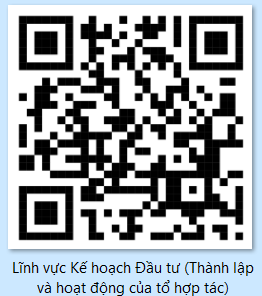 Lĩnh vực Kế hoạch Đầu tư (Thành lập
và hoạt động của tổ hợp tác)